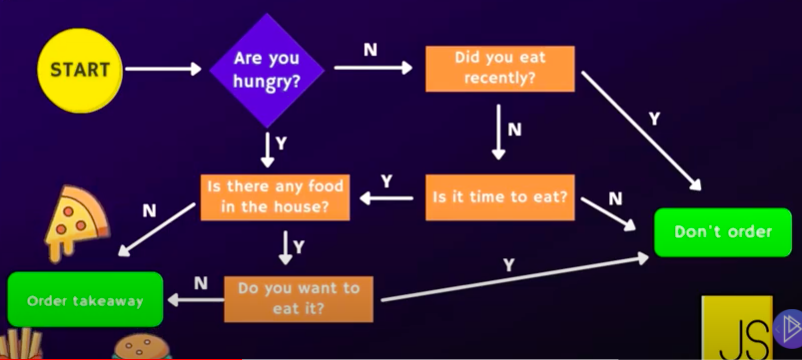 START
Are you
hungry?
N
Did you eat
recently?
Y
N
Y
Is there any food
in the house?
Y
Is it time to eat?
N
Don't order
N
Y
Order takeaway
N
Do you want to
eat it?
Y
JS